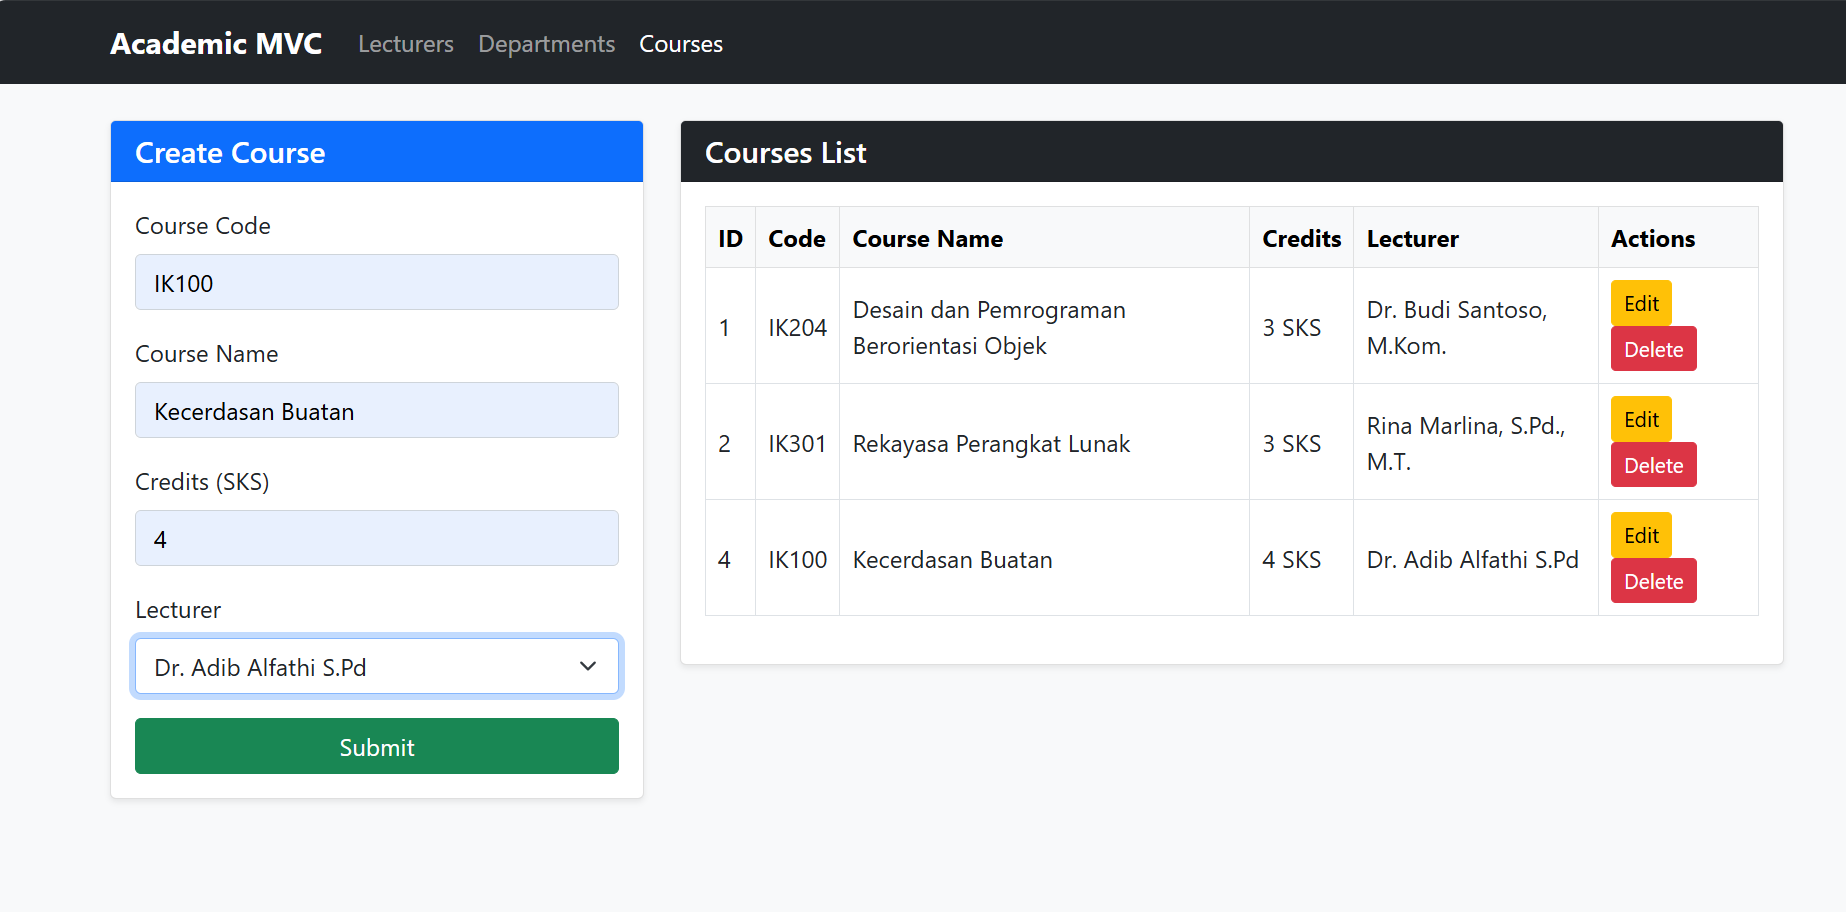 Academic MVC Lecturers Departments Courses
Create Course
Course Code
IK100
Course Name
Kecerdasan Buatan
Credits (SKS)
4
Lecturer
Dr. Adib Alfathi S.Pd
Submit
Courses List
ID Code Course Name Credits Lecturer Actions
1 IK204 Desain dan Pemrograman Berorientasi Objek 3 SKS Dr. Budi Santoso, M.Kom. Edit Delete
2 IK301 Rekayasa Perangkat Lunak 3 SKS Rina Marlina, S.Pd., M.T. Edit Delete
4 IK100 Kecerdasan Buatan 4 SKS Dr. Adib Alfathi S.Pd Edit Delete